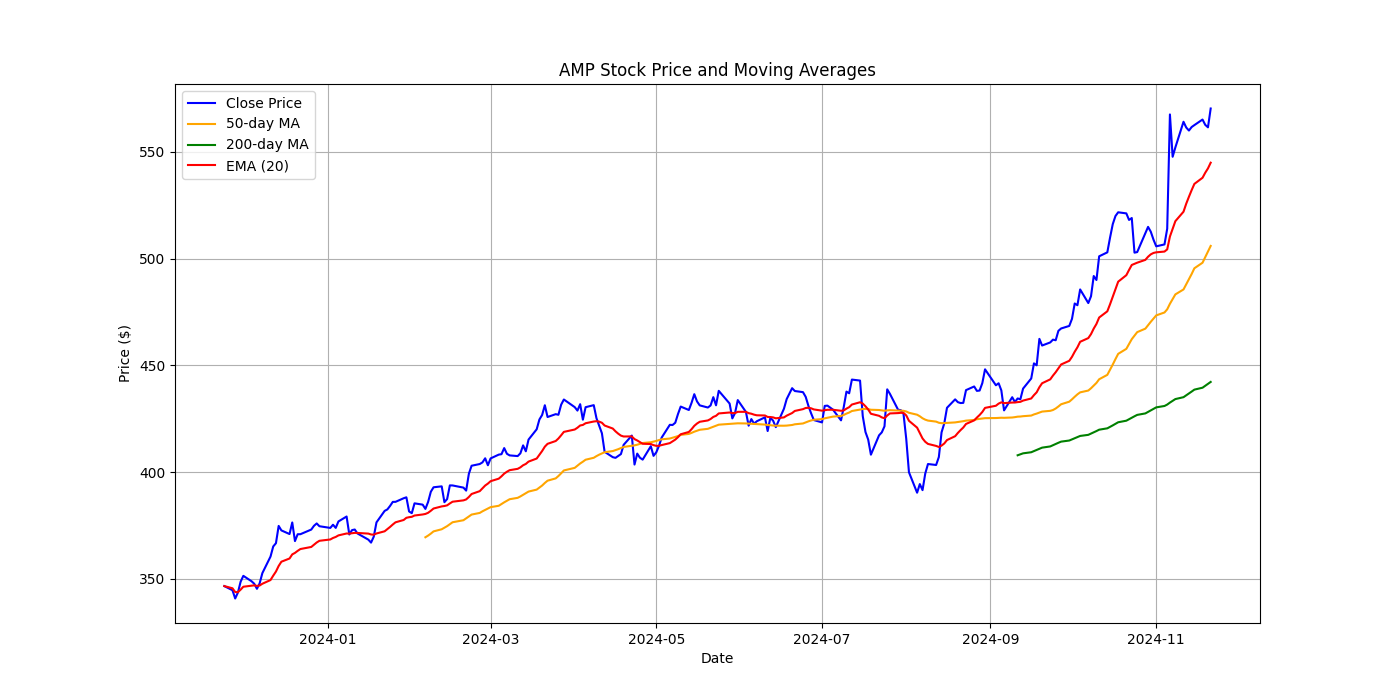 AMP Stock Price and Moving Averages
Close Price
50-day MA
200-day MA
EMA (20)
Price ($)
550
500
450
400
350
2024-01
2024-03
2024-05
2024-07
2024-09
2024-11
Date